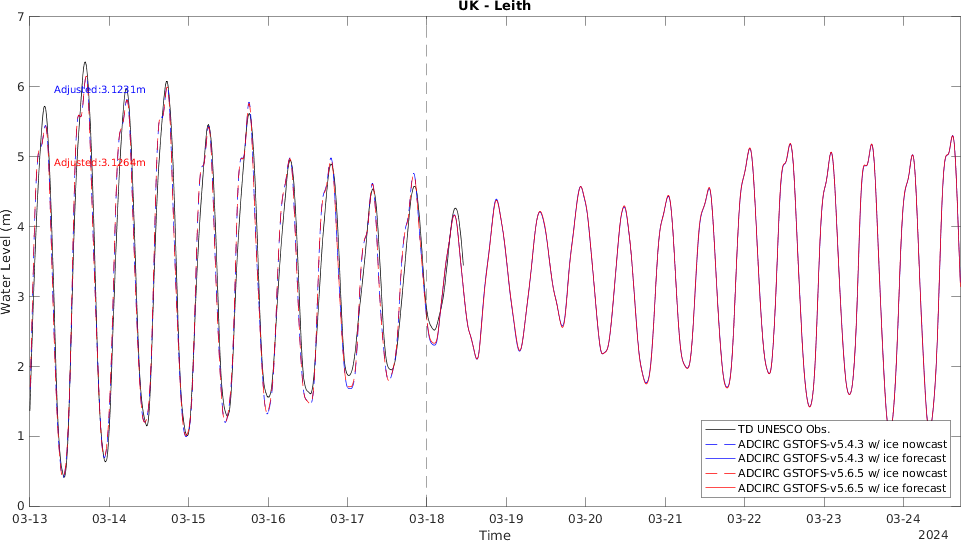 UK - Leith
7
6
5
4
3
2
1
0
Water Level (m)
Adjusted:3.1231m
Adjusted:3.1264m
TD UNESCO Obs.
ADCIRC GSTOFS-v5.4.3 w/ ice nowcast
ADCIRC GSTOFS-v5.4.3 w/ ice forecast
ADCIRC GSTOFS-v5.6.5 w/ ice nowcast
ADCIRC GSTOFS-v5.6.5 w/ ice forecast
03-13 03-14 03-15 03-16 03-17 03-18 03-19 03-20 03-21 03-22 03-23 03-24
Time
2024